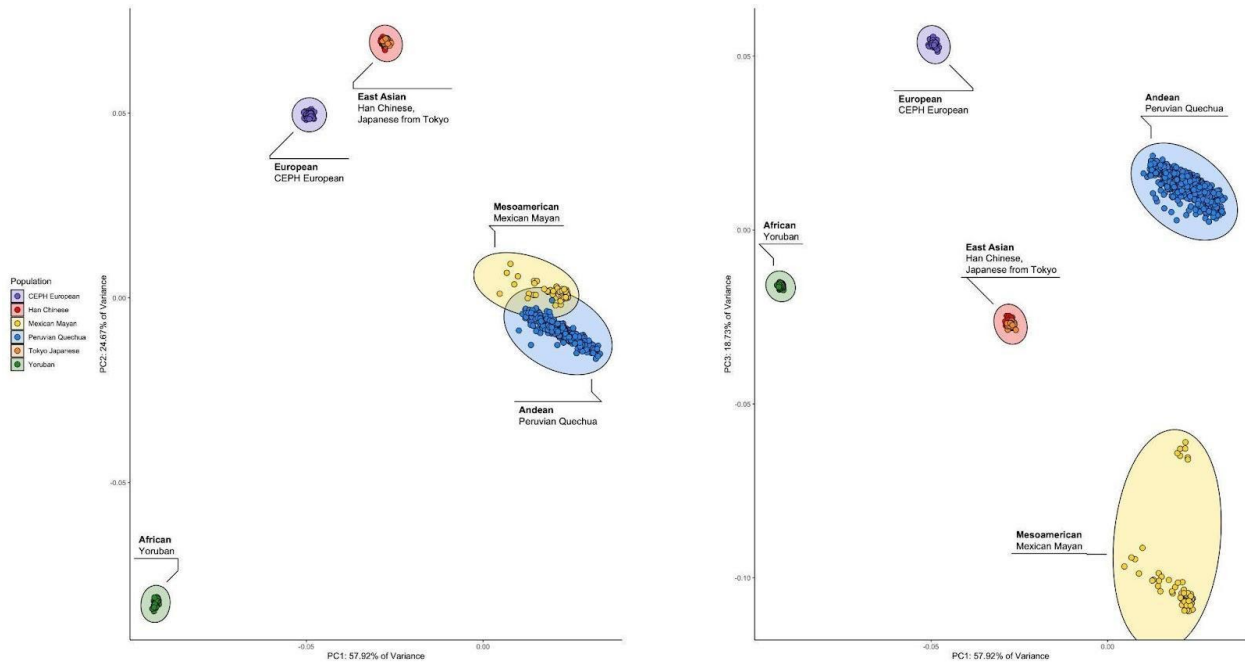 0.05
0.00
-0.05
PC2: 24.67% of Variance
-0.05
0.00
PC1: 57.92% of Variance
East Asian
Han Chinese,
Japanese from Tokyo
European
CEPH European
Mesoamerican
Mexican Mayan
Andean
Peruvian Quechua
African
Yoruban
Population
CEPH European
Han Chinese
Mexican Mayan
Peruvian Quechua
Tokyo Japanese
Yoruban
0.05
0.00
-0.05
-0.10
PC3: 18.73% of Variance
-0.05
0.00
PC1: 57.92% of Variance
European
CEPH European
Andean
Peruvian Quechua
African
Yoruban
East Asian
Han Chinese,
Japanese from Tokyo
Mesoamerican
Mexican Mayan